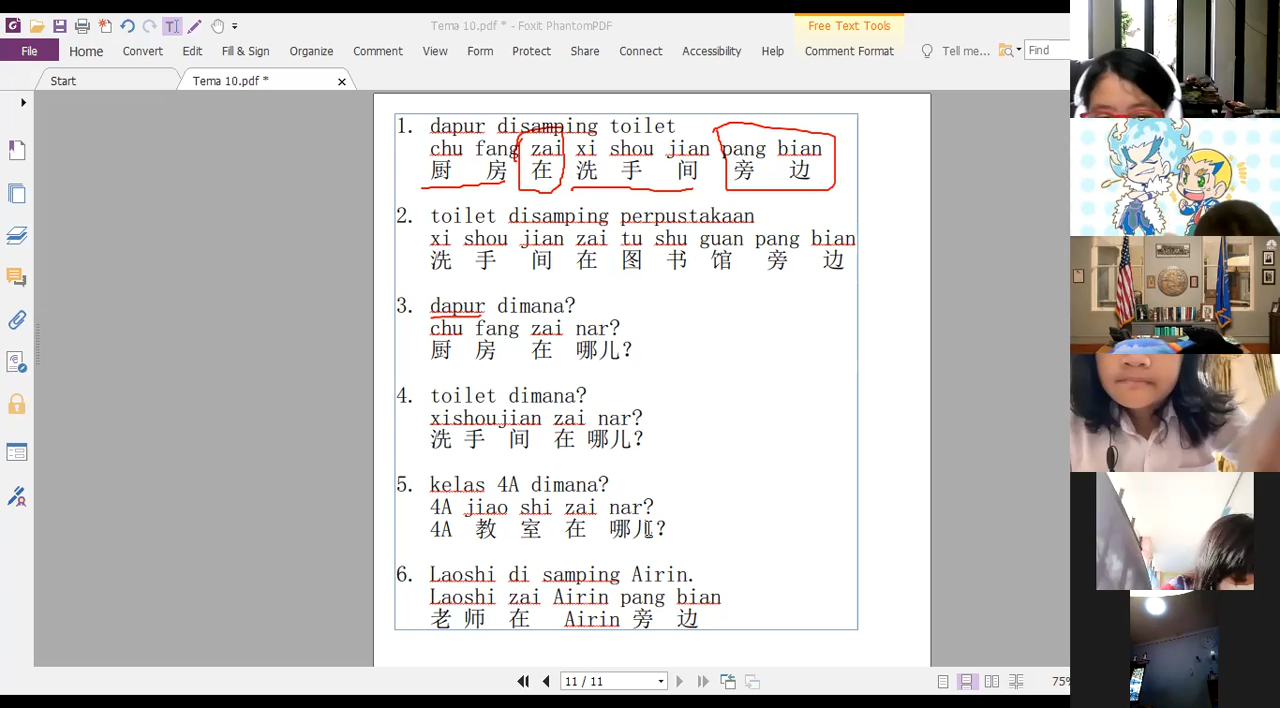 Tema 10.pdf * - Foxit PhantomPDF
Free Text Tools
File Home Convert Edit Fill & Sign Organize Comment View Form Protect Share Connect Accessibility Help Comment Format Tell me... Find
Start Tema 10.pdf *
1. dapur disamping toilet
chu fang zai xi shou jian pang bian
厨 房 在 洗 手 间 旁 边
2. toilet disamping perpustakaan
xi shou jian zai tu shu guan pang bian
洗 手 间 在 图 书 馆 旁 边
3. dapur dimana?
chu fang zai nar?
厨 房 在 哪儿?
4. toilet dimana?
xishoujian zai nar?
洗 手 间 在 哪儿?
5. kelas 4A dimana?
4A jiao shi zai nar?
4A 教 室 在 哪儿?
6. Laoshi di samping Airin.
Laoshi zai Airin pang bian
老 师 在 Airin 旁 边
11 / 11
75%